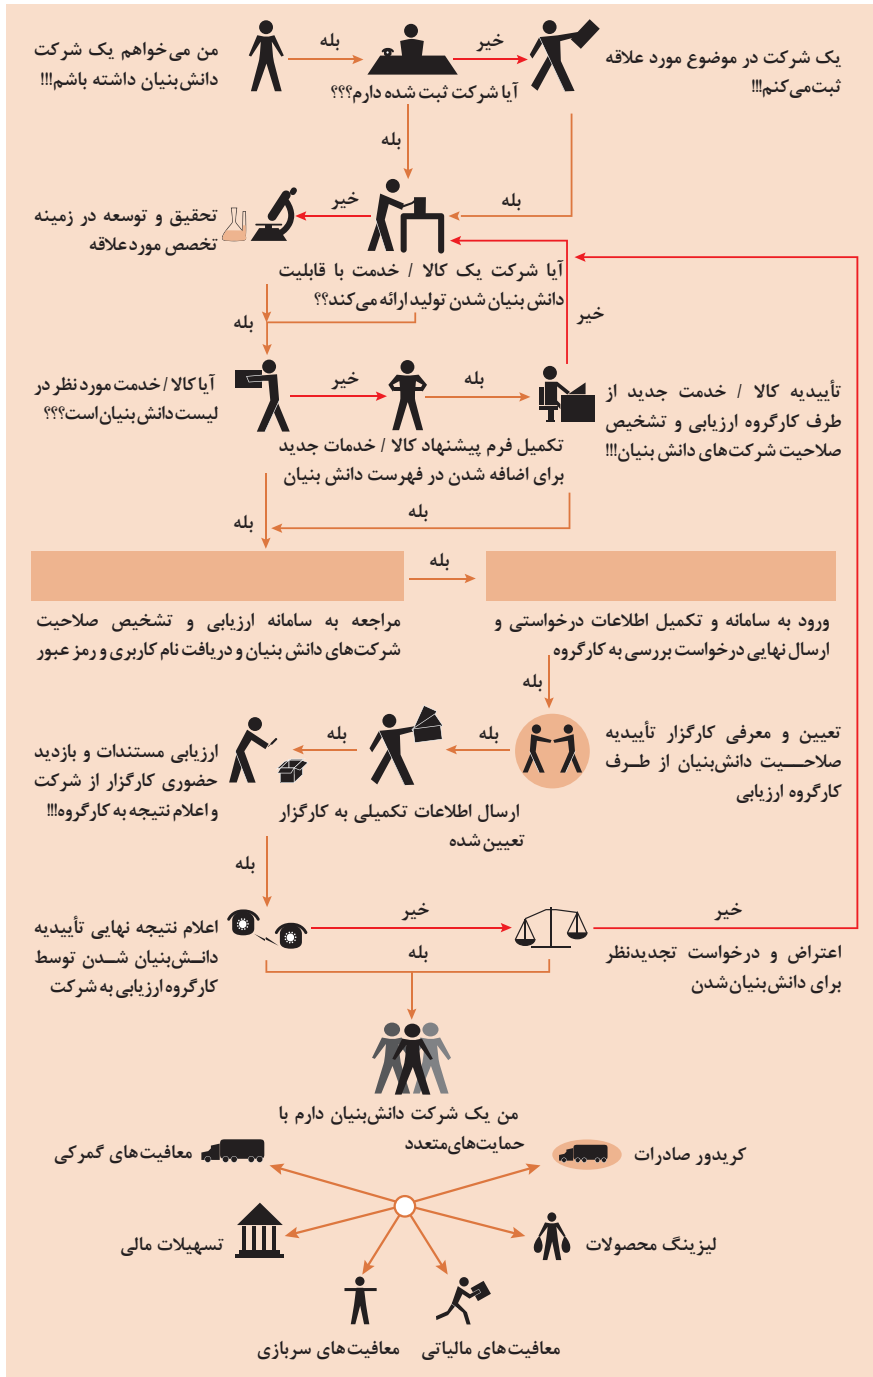 من می‌خواهم یک شرکت
دانش‌بنیان داشته باشم!!!
بله
خیر
یک شرکت در موضوع مورد علاقه
ثبت‌می‌کنم!!!
آیا شرکت ثبت شده دارم؟؟؟
بله
بله
خیر
تحقیق و توسعه در زمینه
تخصص موردعلاقه
آیا شرکت یک کالا / خدمت با قابلیت
دانش‌بنیان شدن تولید ارائه می‌کند؟؟
خیر
بله
آیا کالا / خدمت مورد نظر در
لیست دانش‌بنیان است؟؟؟
خیر
بله
تأییدیه کالا / خدمت جدید از
طرف کارگروه ارزیابی و تشخیص
صلاحیت شرکت‌های دانش بنیان!!!
تکمیل فرم پیشنهاد کالا / خدمات جدید
برای اضافه شدن در فهرست دانش بنیان
بله
بله
بله
مراجعه به سامانه ارزیابی و تشخیص صلاحیت
شرکت‌های دانش بنیان و دریافت نام کاربری و رمز عبور
ورود به سامانه و تکمیل اطلاعات درخواستی و
ارسال نهایی درخواست بررسی به کارگروه
بله
تعیین و معرفی کارگزار تأییدیه
صلاحیت دانش‌بنیان از طرف
کارگروه ارزیابی
بله
بله
ارسال اطلاعات تکمیلی به کارگزار
تعیین شده
ارزیابی مستندات و بازدید
حضوری کارگزار از شرکت
و اعلام نتیجه به کارگروه!!!
بله
اعلام نتیجه نهایی تأییدیه
دانش‌بنیان شدن توسط
کارگروه ارزیابی به شرکت
خیر
بله
خیر
اعتراض و درخواست تجدیدنظر
برای دانش‌بنیان‌شدن
من یک شرکت دانش‌بنیان دارم با
حمایت‌های‌متعدد
کریدور صادرات
معافیت‌های گمرکی
لیزینگ محصولات
تسهیلات مالی
معافیت‌های مالیاتی
معافیت‌های سربازی